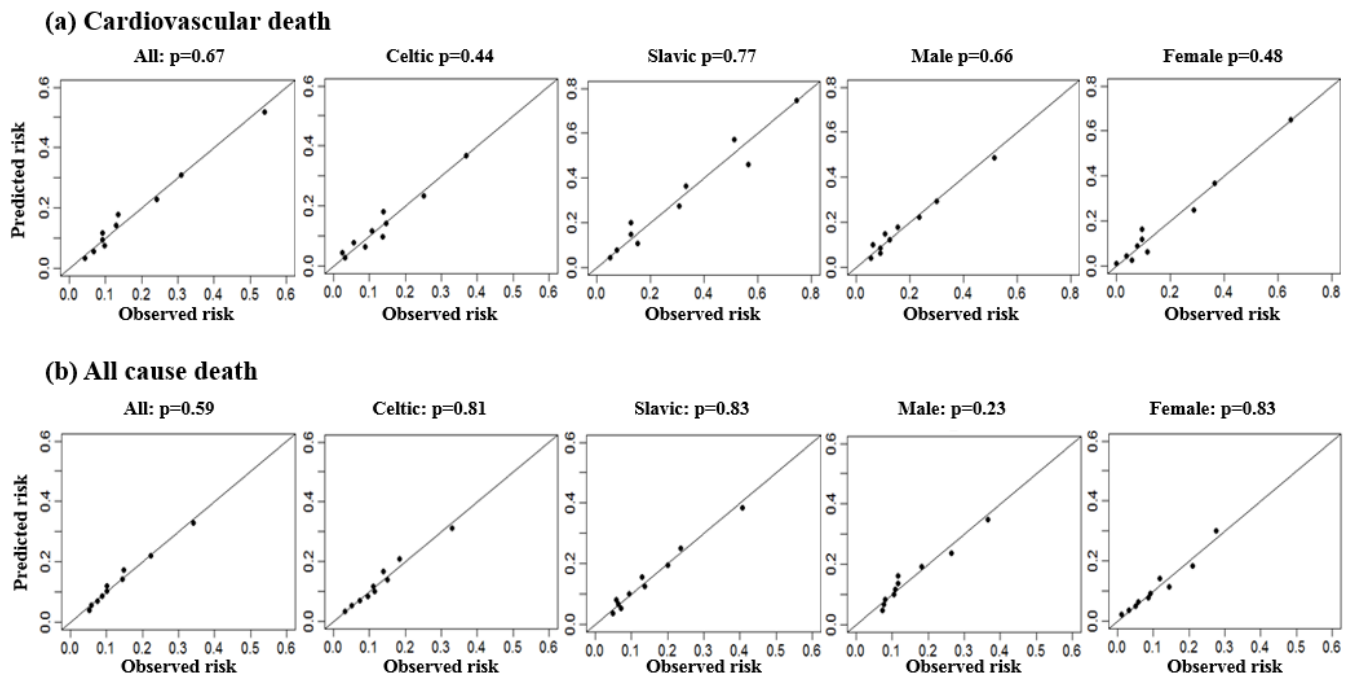 (a) Cardiovascular death
All: p=0.67 Celtic p=0.44 Slavic p=0.77 Male p=0.66 Female p=0.48
Predicted risk
0.6 0.6 0.8 0.8 0.8
0.4 0.4 0.6 0.6 0.6
0.2 0.2 0.4 0.4 0.4
0.0 0.0 0.2 0.2 0.2
0.0 0.0 0.0
0.0 0.1 0.2 0.3 0.4 0.5 0.6 0.0 0.1 0.2 0.3 0.4 0.5 0.6 0.0 0.2 0.4 0.6 0.8 0.0 0.2 0.4 0.6 0.8 0.0 0.2 0.4 0.6 0.8
Observed risk Observed risk Observed risk Observed risk Observed risk
(b) All cause death
All: p=0.59 Celtic: p=0.81 Slavic: p=0.83 Male: p=0.23 Female: p=0.83
Predicted risk
0.6 0.6 0.6 0.6 0.6
0.4 0.4 0.4 0.4 0.4
0.2 0.2 0.2 0.2 0.2
0.0 0.0 0.0 0.0 0.0
0.0 0.1 0.2 0.3 0.4 0.5 0.6 0.0 0.1 0.2 0.3 0.4 0.5 0.6 0.0 0.1 0.2 0.3 0.4 0.5 0.6 0.0 0.1 0.2 0.3 0.4 0.5 0.6 0.0 0.1 0.2 0.3 0.4 0.5 0.6
Observed risk Observed risk Observed risk Observed risk Observed risk